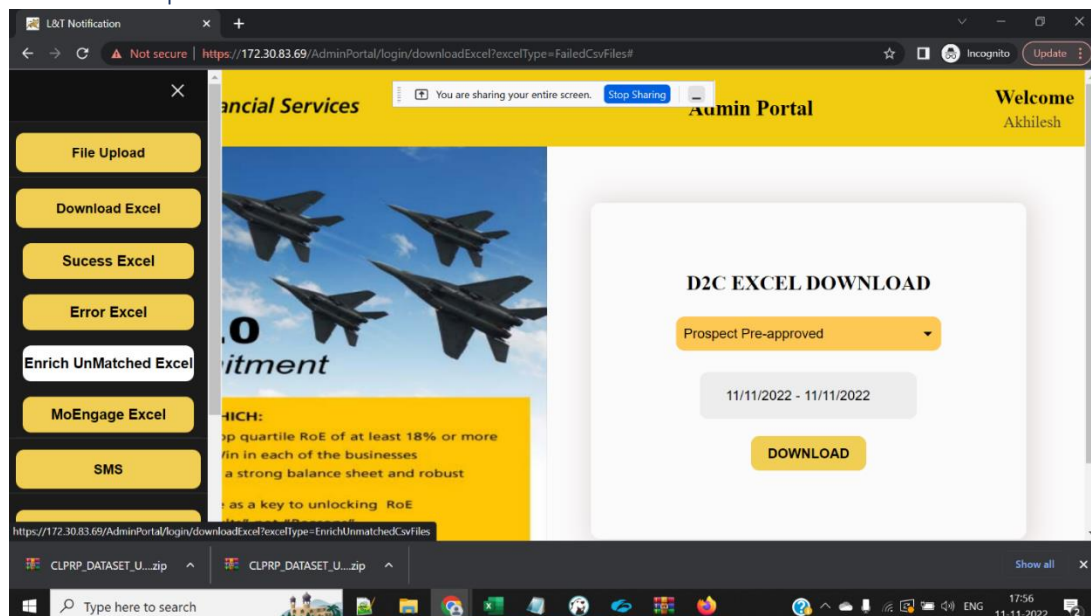 L&T Notification
Not secure
https://172.30.83.69/AdminPortal/login/downloadExcel?excelType=FailedCsvFiles#
Incognito
Update
ancial Services
You are sharing your entire screen.
Stop Sharing
Admin Portal
Welcome
Akhilesh
File Upload
Download Excel
Sucess Excel
Error Excel
Enrich UnMatched Excel
MoEngage Excel
SMS
.0
itment
HICH:
op quartile RoE of at least 18% or more
in in each of the businesses
a strong balance sheet and robust
as a key to unlocking RoE
D2C EXCEL DOWNLOAD
Prospect Pre-approved
11/11/2022 - 11/11/2022
DOWNLOAD
https://172.30.83.69/AdminPortal/login/downloadExcel?excelType=EnrichUnmatchedCsvFiles
CLPRP_DATASET_U....zip
CLPRP_DATASET_U....zip
Show all
Type here to search
ENG
17:56
11-11-2022
2